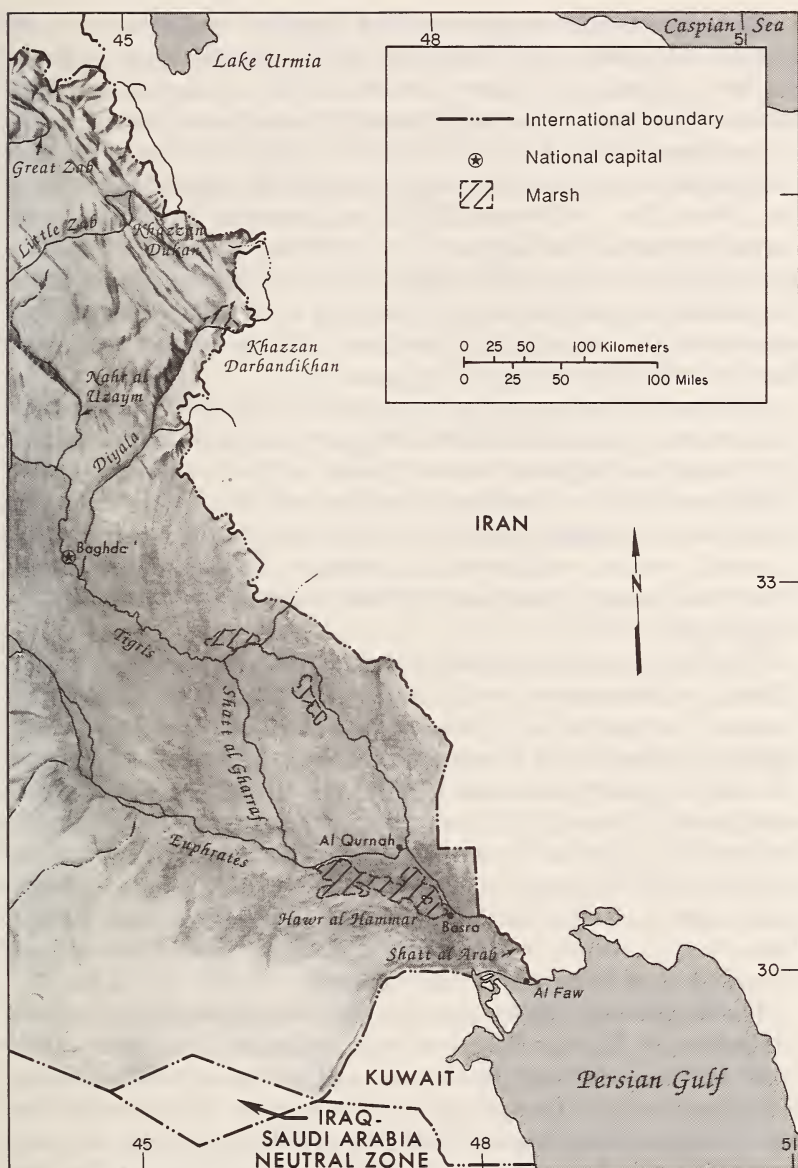 45
48
Caspian Sea
51
Lake Urmia
International boundary
National capital
Marsh
Great Zab
Little Zab
Khazzan
Dukan
0 25 50 100 Kilometers
0 25 50 100 Miles
Khazzan
Darbandikhan
Nahr al
Uzaym
Diyala
IRAN
N
33
Tigris
Shatt al Gharraf
Al Qurnah
Euphrates
Hawr al Hammar
Basra
Shatt al Arab
30
Al Faw
KUWAIT
Persian Gulf
IRAQ-
SAUDI ARABIA
NEUTRAL ZONE
45
48
51